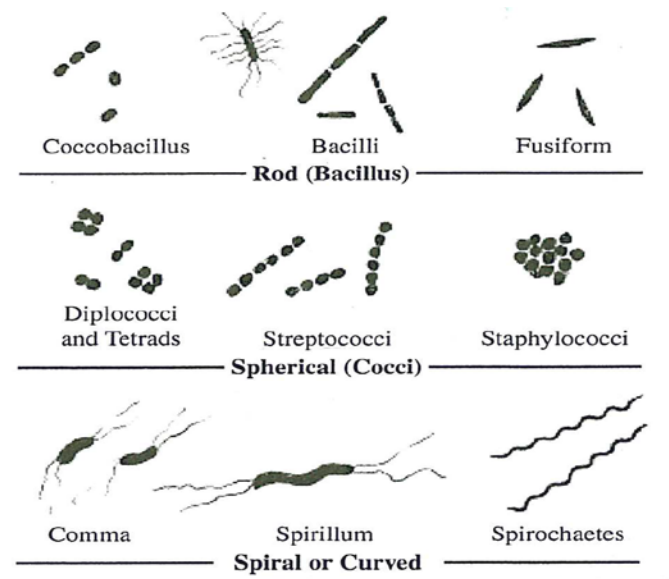 Coccobacillus
Bacilli
Fusiform
Rod (Bacillus)
Diplococci
and Tetrads
Streptococci
Staphylococci
Spherical (Cocci)
Comma
Spirillum
Spirochaetes
Spiral or Curved